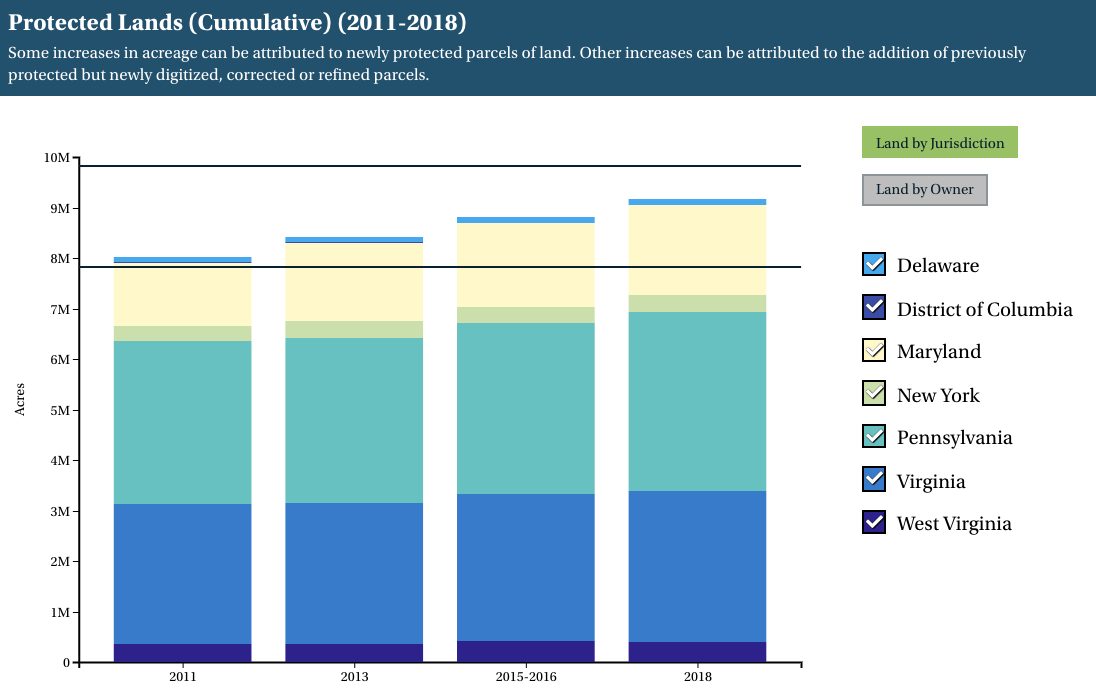 Protected Lands (Cumulative) (2011-2018)
Some increases in acreage can be attributed to newly protected parcels of land. Other increases can be attributed to the addition of previously
protected but newly digitized, corrected or refined parcels.
Land by Jurisdiction
Land by Owner
10M
9M
8M
7M
6M
5M
4M
3M
2M
1M
0
Acres
2011
2013
2015-2016
2018
Delaware
District of Columbia
Maryland
New York
Pennsylvania
Virginia
West Virginia